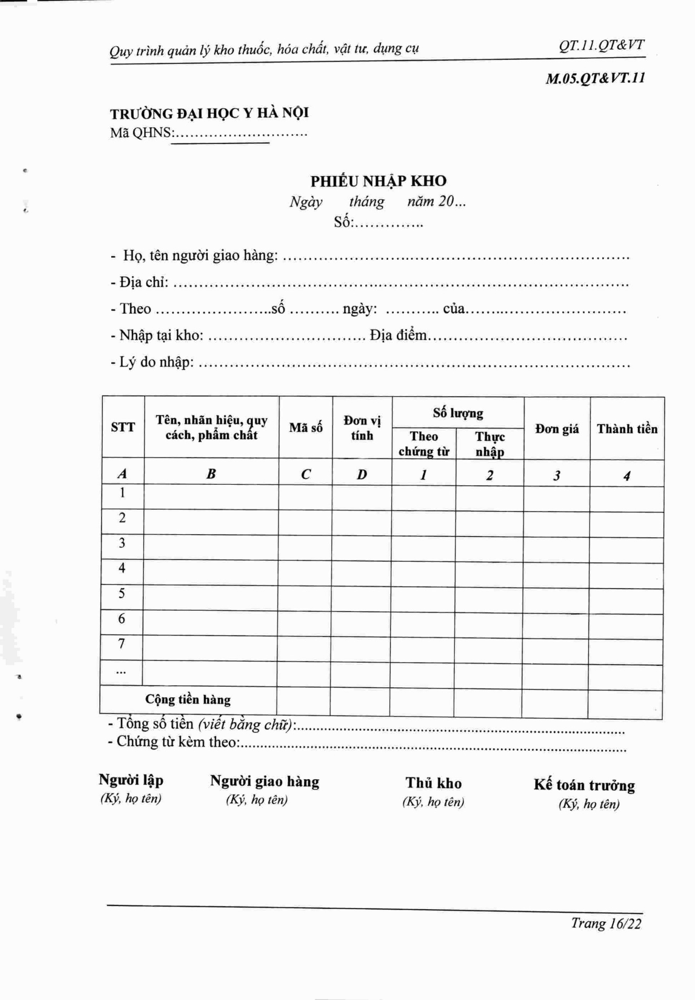 Quy trình quản lý kho thuốc, hóa chất, vật tư, dụng cụ QT.11.QT&VT
M.05.QT&VT.11
TRƯỜNG ĐẠI HỌC Y HÀ NỘI
Mã QHNS:............................
PHIẾU NHẬP KHO
Ngày tháng năm 20...
Số:..............
- Họ, tên người giao hàng: ....................................................................
- Địa chỉ: ........................................................................................
- Theo .......................số .......... ngày: ........... của................................
- Nhập tại kho: ............................... Địa điểm.......................................
- Lý do nhập: ....................................................................................
STT Tên, nhãn hiệu, quy cách, phẩm chất Mã số Đơn vị tính Số lượng Đơn giá Thành tiền
Theo chứng từ Thực nhập
A B C D 1 2 3 4
1
2
3
4
5
6
7
...
Cộng tiền hàng
- Tổng số tiền (viết bằng chữ):....................................................................
- Chứng từ kèm theo:....................................................................
Người lập Người giao hàng Thủ kho Kế toán trưởng
(Ký, họ tên) (Ký, họ tên) (Ký, họ tên) (Ký, họ tên)
Trang 16/22